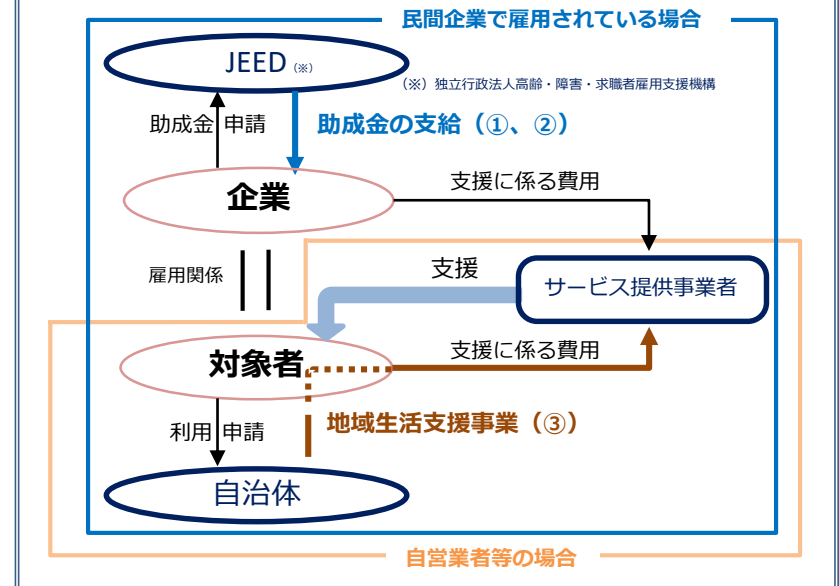 民間企業で雇用されている場合
JEED（※）
（※）独立行政法人高齢・障害・求職者雇用支援機構
助成金 申請
助成金の支給（①、②）
企業
支援に係る費用
雇用関係
支援
サービス提供事業者
対象者
支援に係る費用
利用 申請
地域生活支援事業（③）
自治体
自営業者等の場合